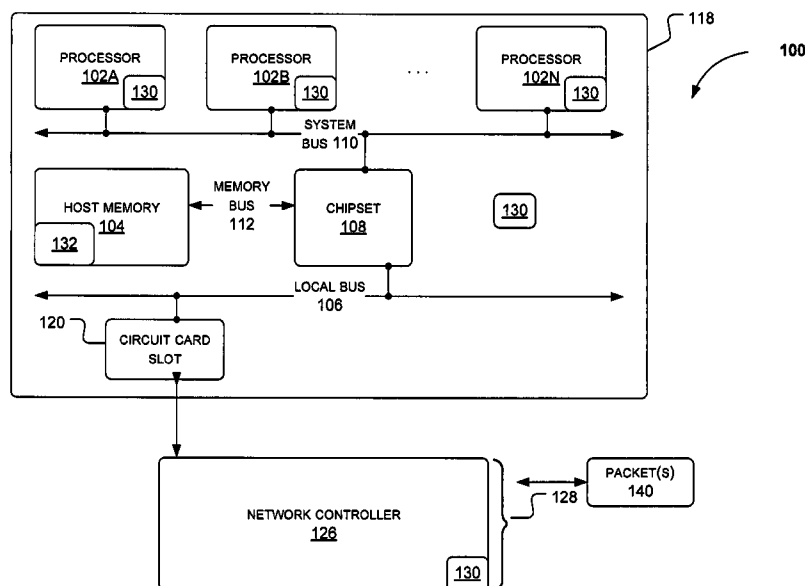 118
100
PROCESSOR
102A
130
PROCESSOR
102B
130
. . .
PROCESSOR
102N
130
SYSTEM
BUS 110
HOST MEMORY
104
132
MEMORY
BUS
112
CHIPSET
108
130
LOCAL BUS
106
120
CIRCUIT CARD
SLOT
NETWORK CONTROLLER
126
130
128
PACKET(S)
140